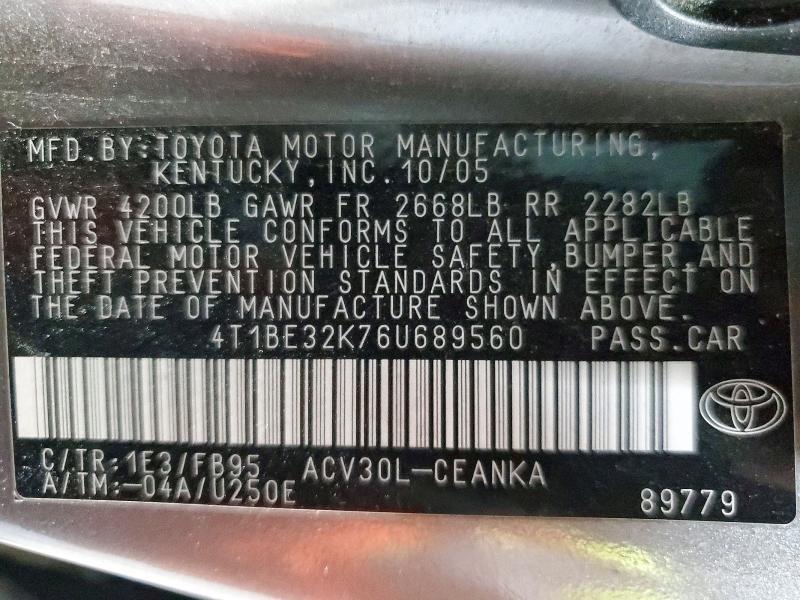 MFD. BY: TOYOTA MOTOR MANUFACTURING,
KENTUCKY, INC. 10/05
GVWR 4200LB GAWR FR 2668LB RR 2282LB
THIS VEHICLE CONFORMS TO ALL APPLICABLE
FEDERAL MOTOR VEHICLE SAFETY, BUMPER, AND
THEFT PREVENTION STANDARDS IN EFFECT ON
THE DATE OF MANUFACTURE SHOWN ABOVE.
4T1BE32K76U689560 PASS. CAR
C/TR: 1E3/FB95 ACV30L-CEANKA
A/TM: -04A/U250E 89779